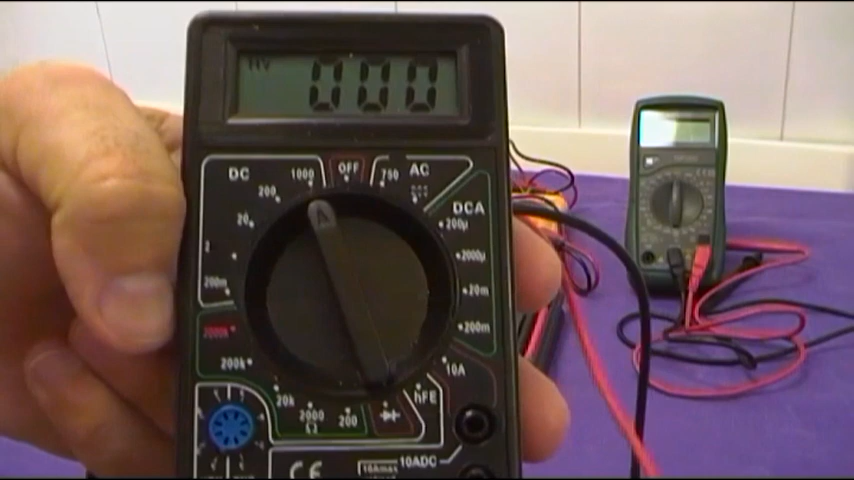 HV 000
OFF
DC 1000 750 AC
200
20 DCA
200µ
2
2000µ
200m 20m
2000k 200m
200k 10A
20k hFE
2000 200
Ω
10ADC
CE 10Amax